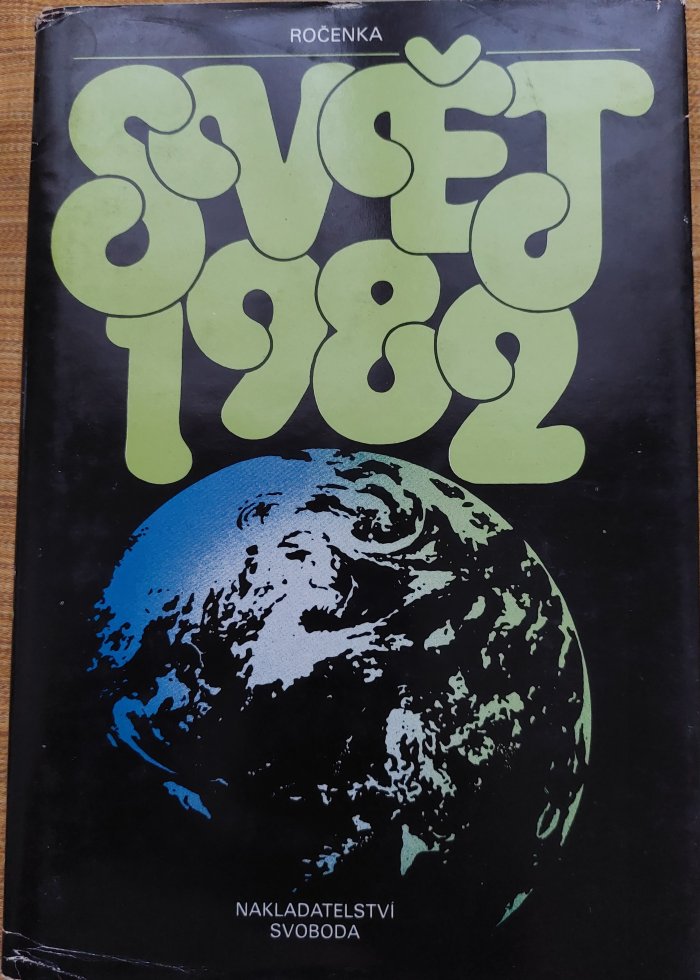 ROČENKA
SVĚT
1982
NAKLADATELSTVÍ
SVOBODA